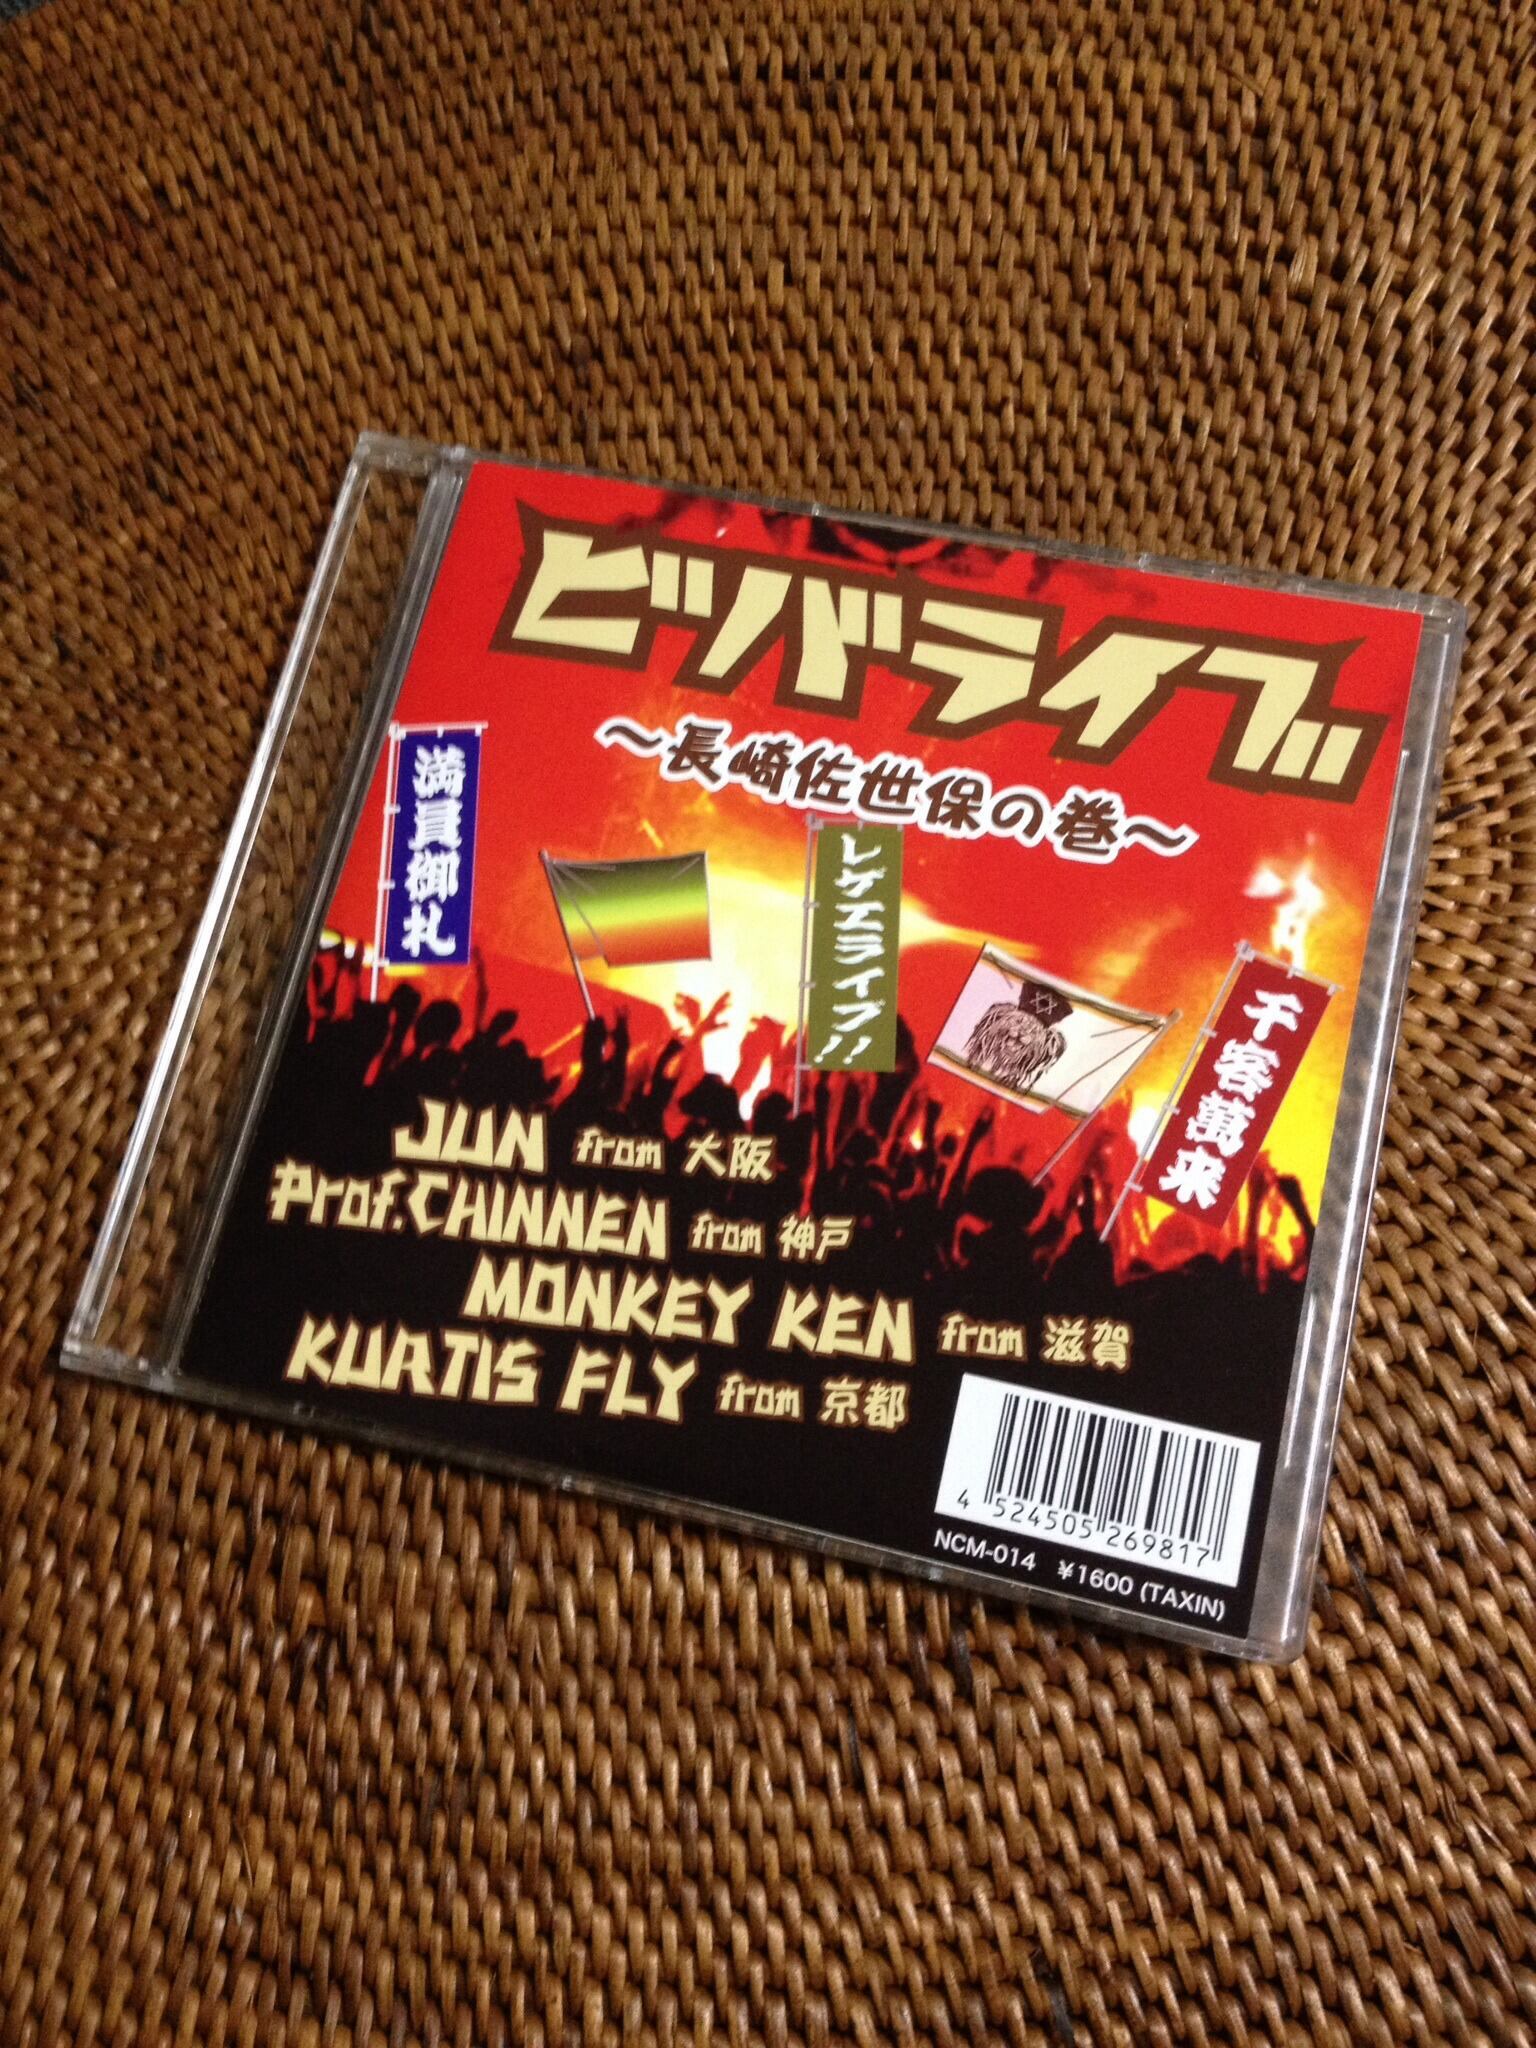 ビバライブ
〜長崎佐世保の巻〜
満員御礼
レゲエライブ!!
千客萬来
JUN from 大阪
Prof.CHINNEN from 神戸
MONKEY KEN from 滋賀
KURTIS FLY from 京都
4 524505 269817
NCM-014 ¥1600 (TAXIN)